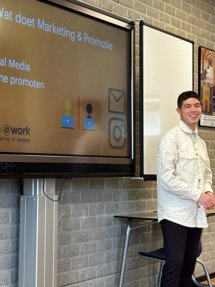 Wat doet Marketing & Promotie
al Media
ne promoten
@work